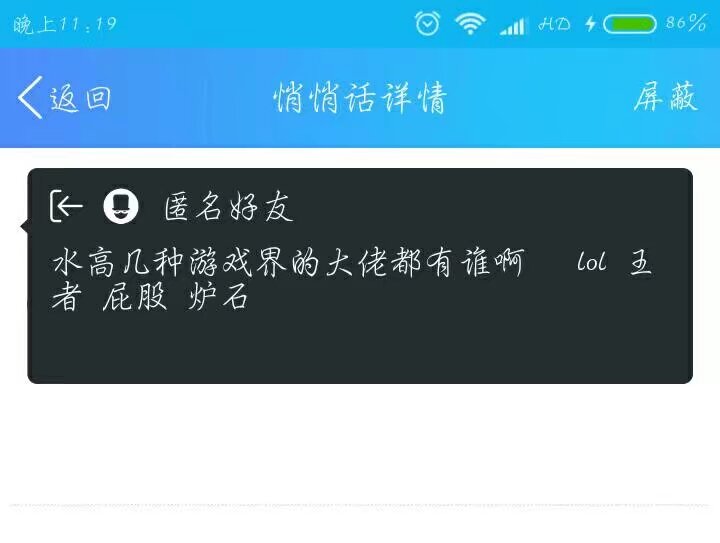 晚上11:19 HD 86%
返回 悄悄话详情 屏蔽
匿名好友
水高几种游戏界的大佬都有谁啊 lol 王
者 屁股 炉石